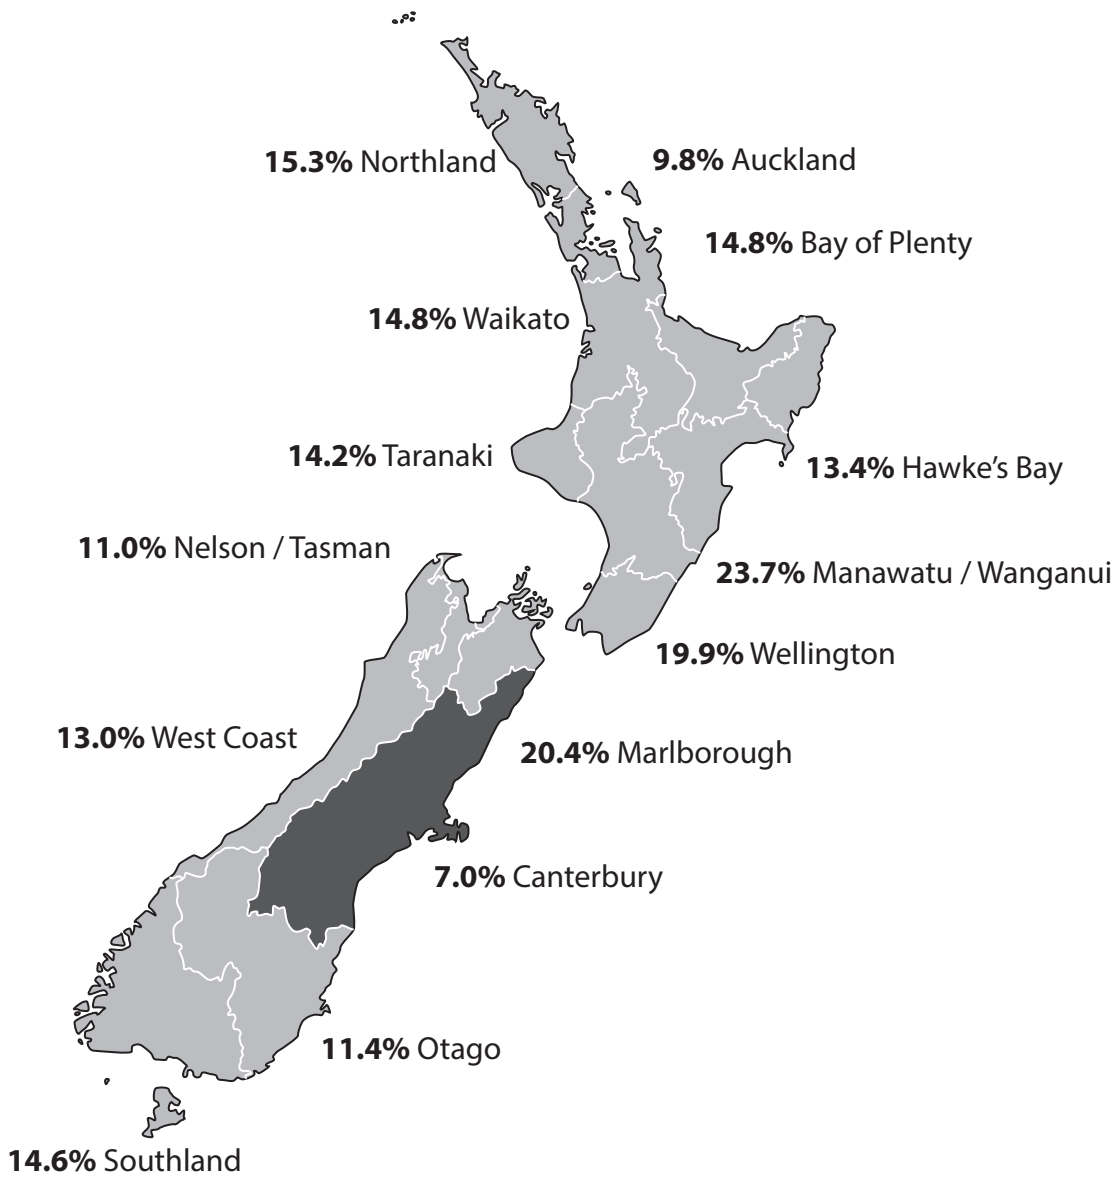 15.3% Northland
9.8% Auckland
14.8% Bay of Plenty
14.8% Waikato
14.2% Taranaki
13.4% Hawke’s Bay
11.0% Nelson / Tasman
23.7% Manawatu / Wanganui
19.9% Wellington
13.0% West Coast
20.4% Marlborough
7.0% Canterbury
11.4% Otago
14.6% Southland